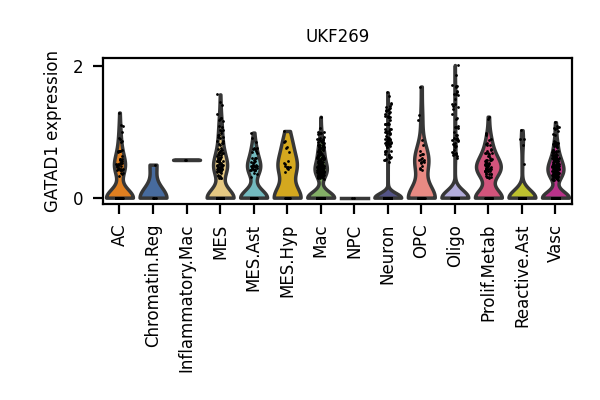 UKF269
GATAD1 expression
2
0
AC
Chromatin.Reg
Inflammatory.Mac
MES
MES.Ast
MES.Hyp
Mac
NPC
Neuron
OPC
Oligo
Prolif.Metab
Reactive.Ast
Vasc